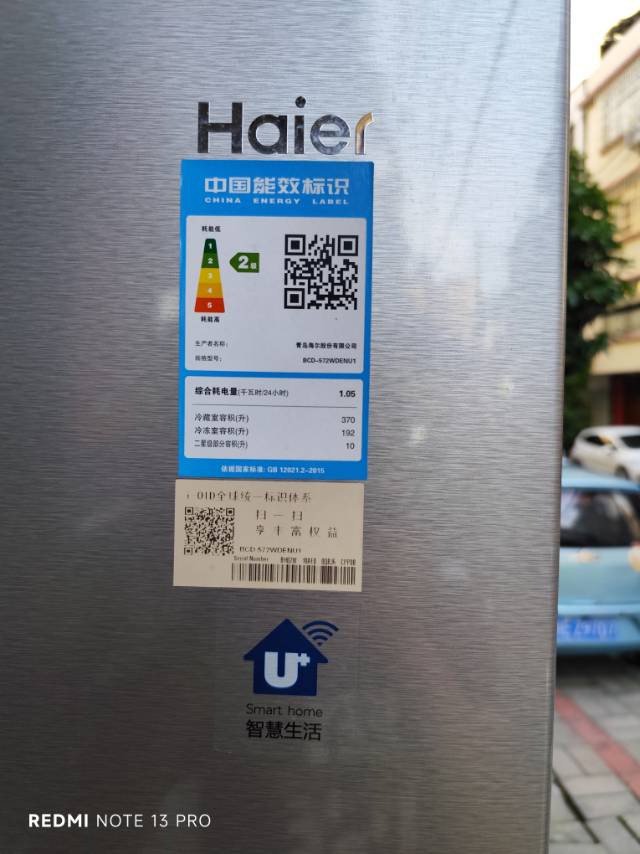 Haier
中国能效标识
CHINA ENERGY LABEL
耗能低
1
2
2级
3
4
5
耗能高
生产者名称: 青岛海尔股份有限公司
规格型号: BCD-572WDENU1
综合耗电量(千瓦时/24小时) 1.05
冷藏室容积(升) 370
冷冻室容积(升) 192
二星级部分容积(升) 10
依据国家标准: GB 12021.2-2015
OID全球统一标识体系
扫一扫
享丰富权益
BCD-572WDENU1
Serial Number
U+
Smart home
智慧生活
REDMI NOTE 13 PRO